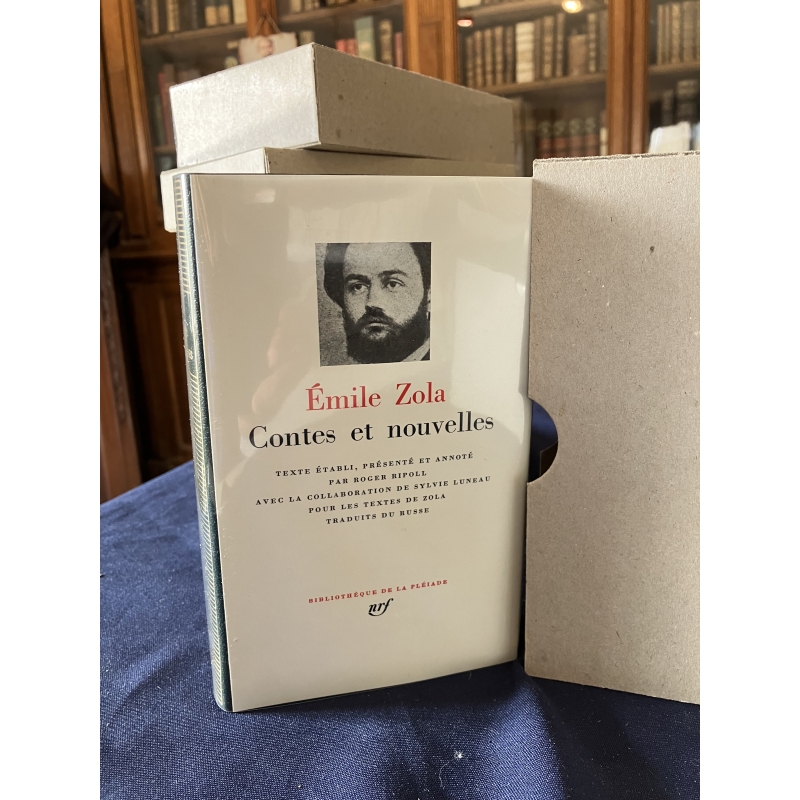 Émile Zola
Contes et nouvelles
TEXTE ÉTABLI, PRÉSENTÉ ET ANNOTÉ
PAR ROGER RIPOLL
AVEC LA COLLABORATION DE SYLVIE LUNEAU
POUR LES TEXTES DE ZOLA
TRADUITS DU RUSSE
BIBLIOTHÈQUE DE LA PLÉIADE
nrf